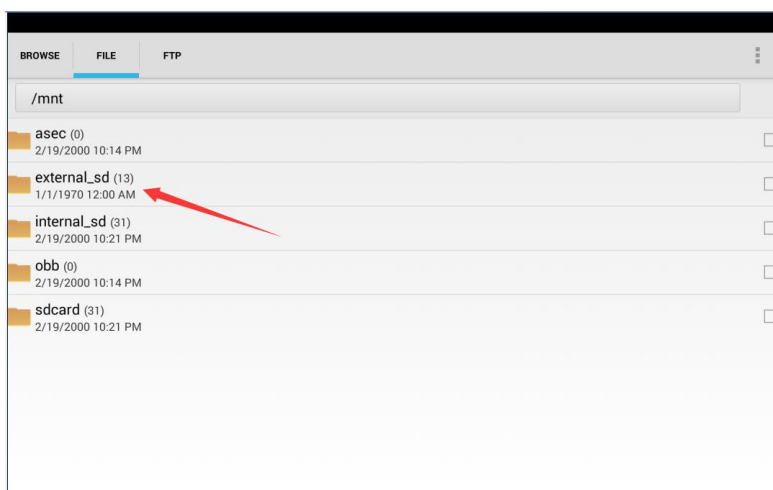 BROWSE FILE FTP
/mnt
asec (0)
2/19/2000 10:14 PM
external_sd (13)
1/1/1970 12:00 AM
internal_sd (31)
2/19/2000 10:21 PM
obb (0)
2/19/2000 10:14 PM
sdcard (31)
2/19/2000 10:21 PM